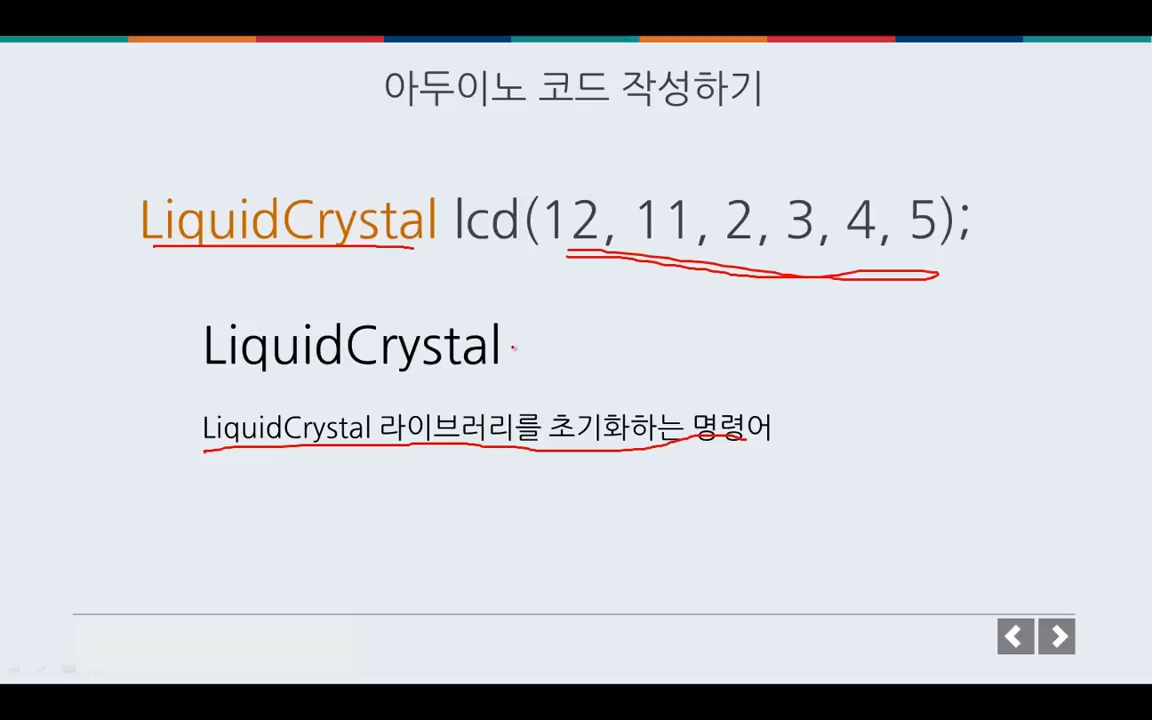 아두이노 코드 작성하기
LiquidCrystal lcd(12, 11, 2, 3, 4, 5);
LiquidCrystal
LiquidCrystal 라이브러리를 초기화하는 명령어